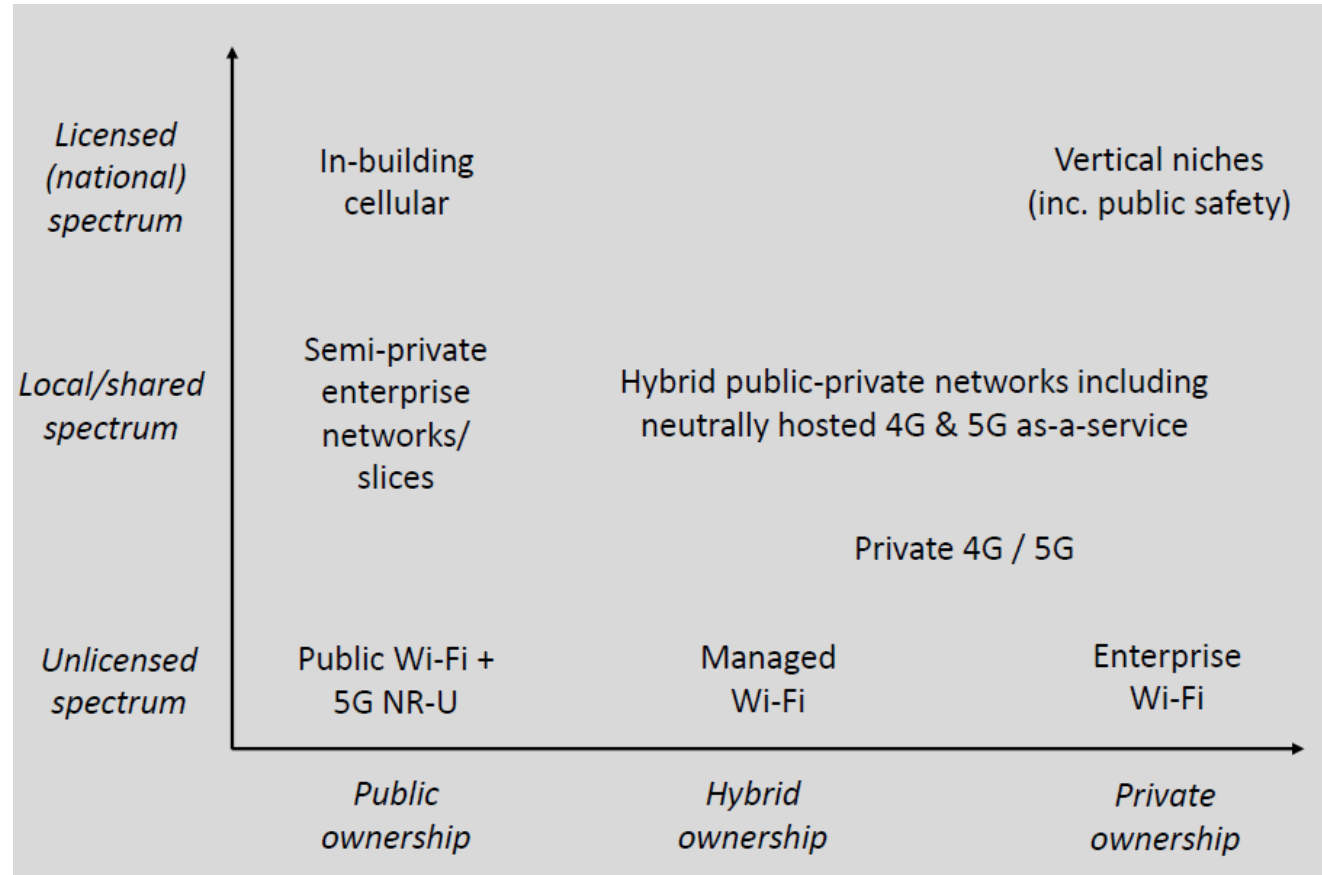 Licensed
(national)
spectrum
In-building
cellular
Vertical niches
(inc. public safety)
Local/shared
spectrum
Semi-private
enterprise
networks/
slices
Hybrid public-private networks including
neutrally hosted 4G & 5G as-a-service
Private 4G / 5G
Unlicensed
spectrum
Public Wi-Fi +
5G NR-U
Managed
Wi-Fi
Enterprise
Wi-Fi
Public
ownership
Hybrid
ownership
Private
ownership